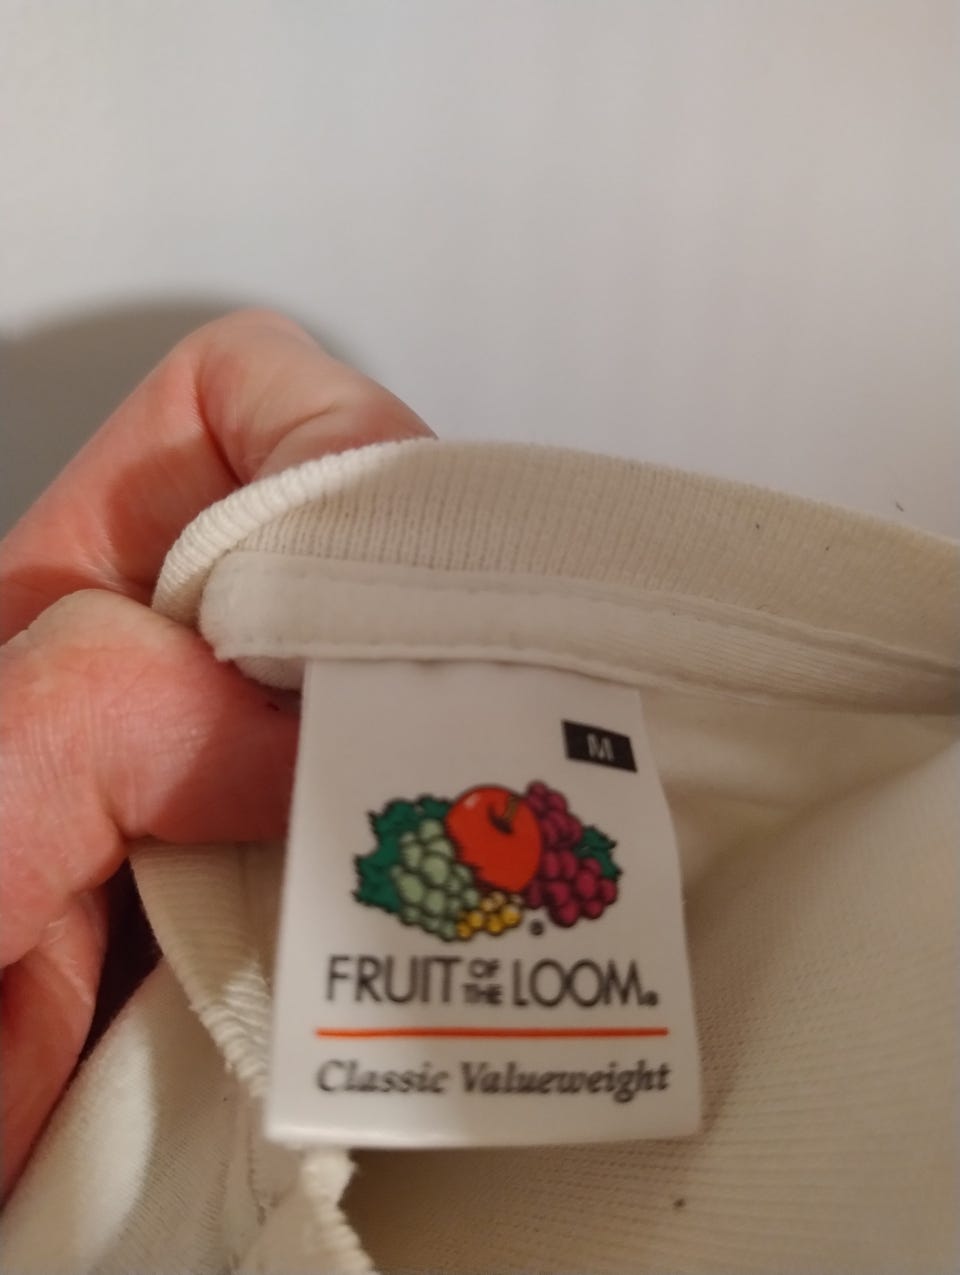 M
FRUIT OF THE LOOM®
Classic Valueweight